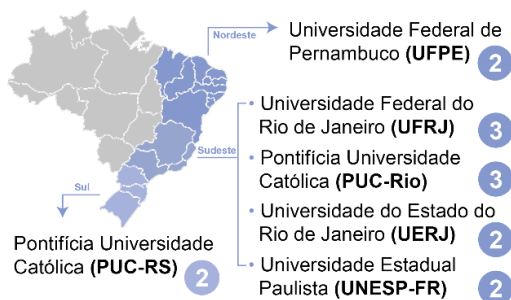 Nordeste
Universidade Federal de
Pernambuco (UFPE)
2
Sudeste
• Universidade Federal do
Rio de Janeiro (UFRJ)
3
• Pontifícia Universidade
Católica (PUC-Rio)
3
• Universidade do Estado do
Rio de Janeiro (UERJ)
2
• Universidade Estadual
Paulista (UNESP-FR)
2
Sul
Pontifícia Universidade
Católica (PUC-RS)
2